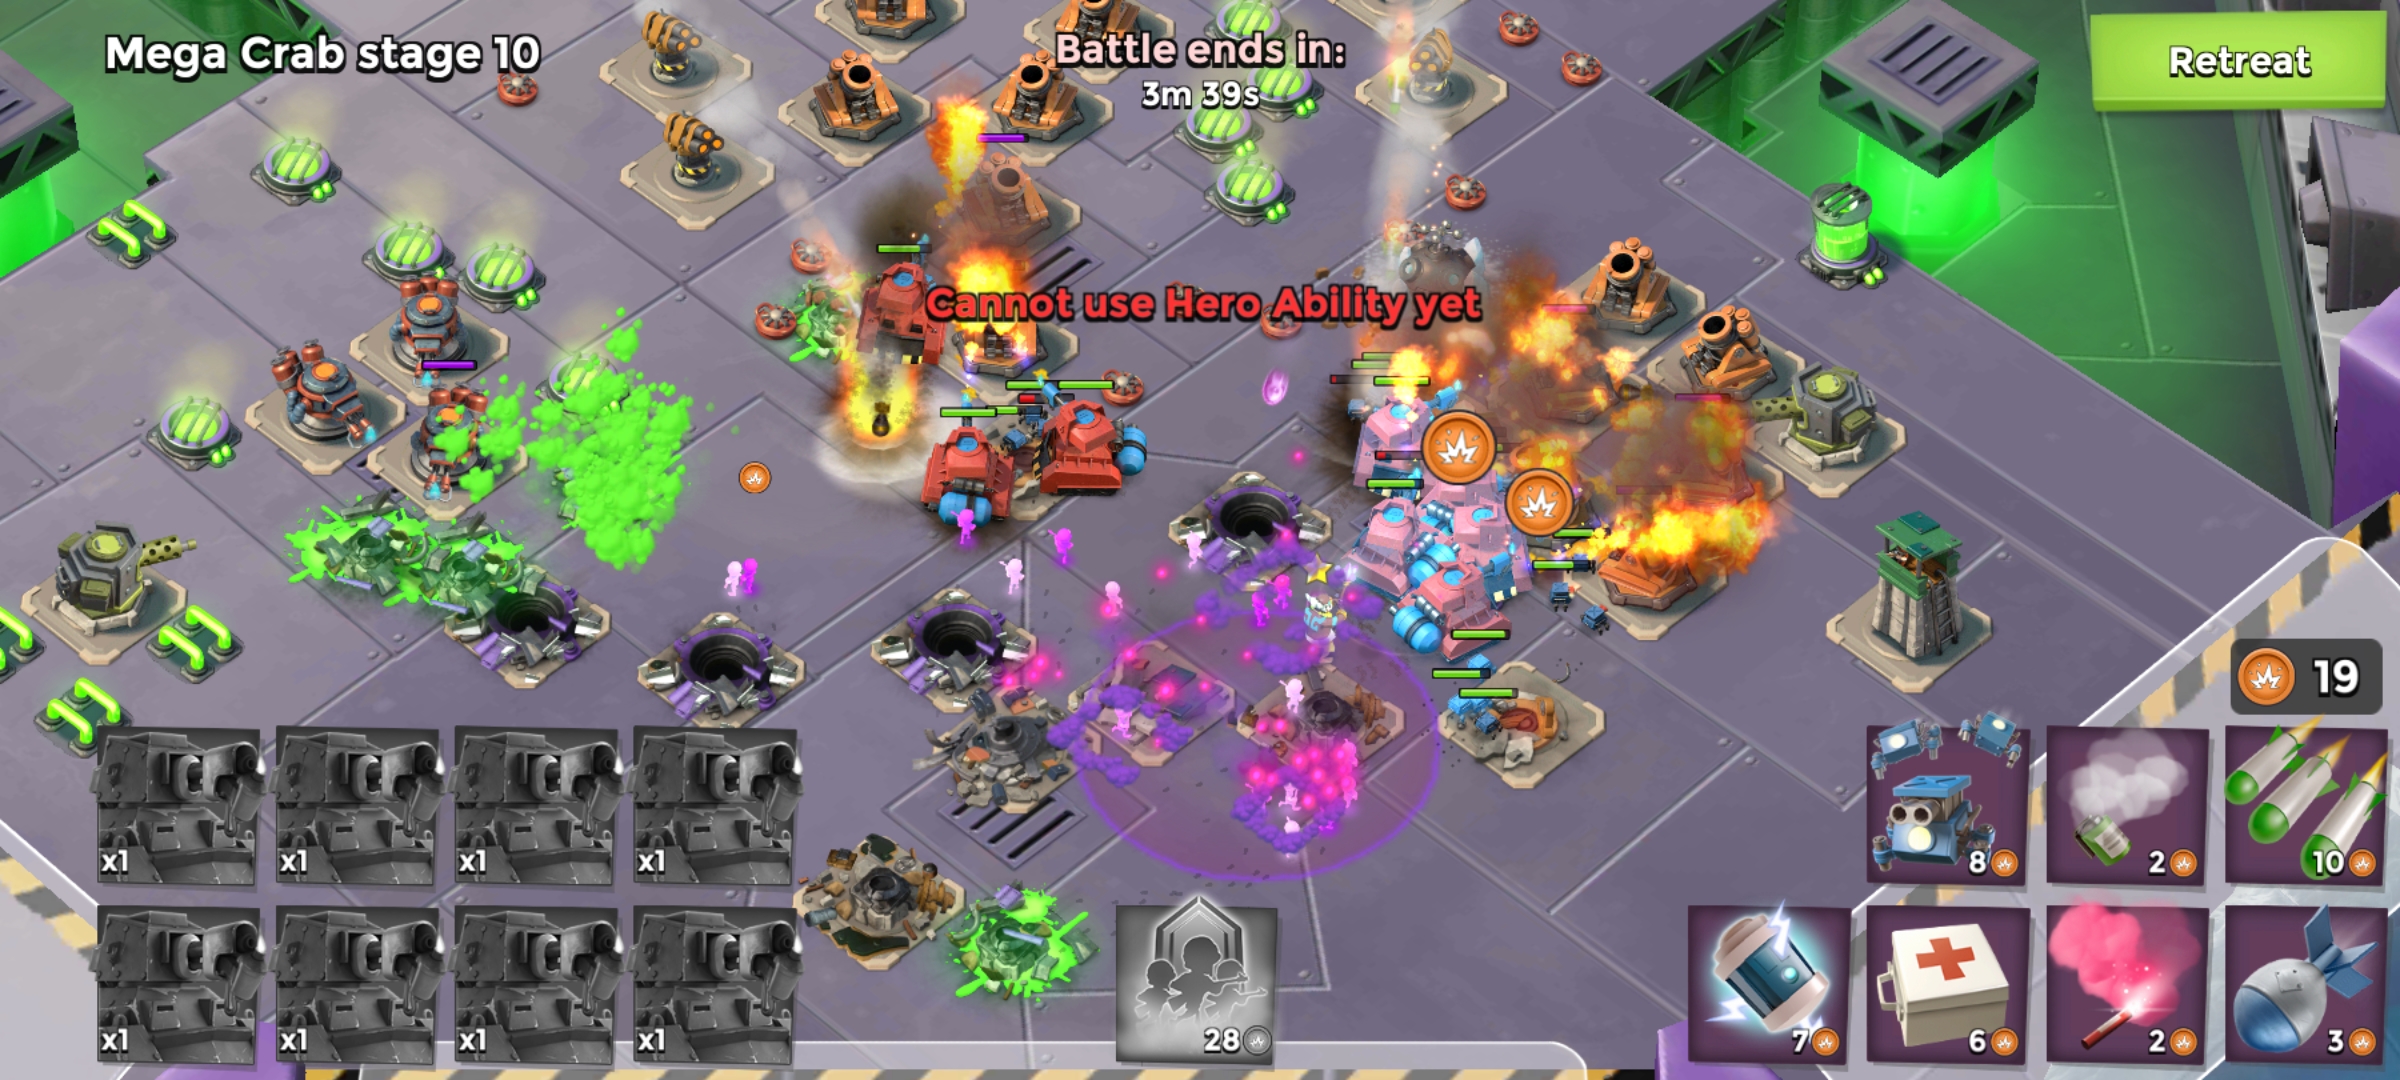 Mega Crab stage 10
Battle ends in:
3m 39s
Retreat
Cannot use Hero Ability yet
19
8
2
10
x1
x1
x1
x1
x1
x1
x1
x1
28
7
6
2
3